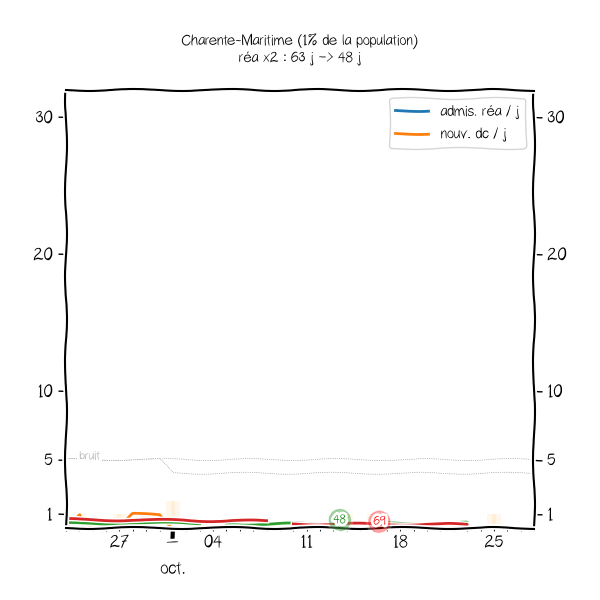 Charente-Maritime (1% de la population)
réa x2 : 63 j -> 48 j
admis. réa / j
nouv. dc / j
30
30
20
20
10
10
5
bruit
5
1
48
69
1
27
04
11
18
25
oct.